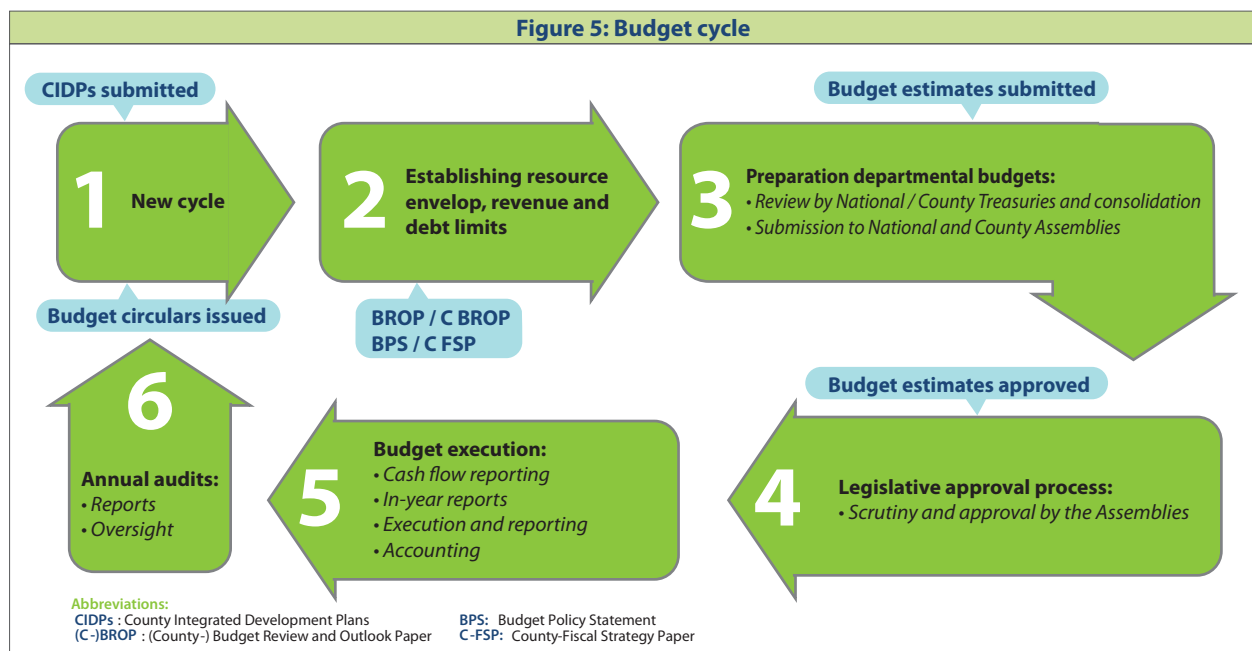 Figure 5: Budget cycle
CIDPs submitted
1
New cycle
Budget circulars issued
2
Establishing resource
envelop, revenue and
debt limits
BROP / C BROP
BPS / C FSP
Budget estimates submitted
3
Preparation departmental budgets:
• Review by National / County Treasuries and consolidation
• Submission to National and County Assemblies
Budget estimates approved
4
Legislative approval process:
• Scrutiny and approval by the Assemblies
5
Budget execution:
• Cash flow reporting
• In-year reports
• Execution and reporting
• Accounting
6
Annual audits:
• Reports
• Oversight
Abbreviations:
CIDPs : County Integrated Development Plans
(C-)BROP : (County-) Budget Review and Outlook Paper
BPS: Budget Policy Statement
C-FSP: County-Fiscal Strategy Paper